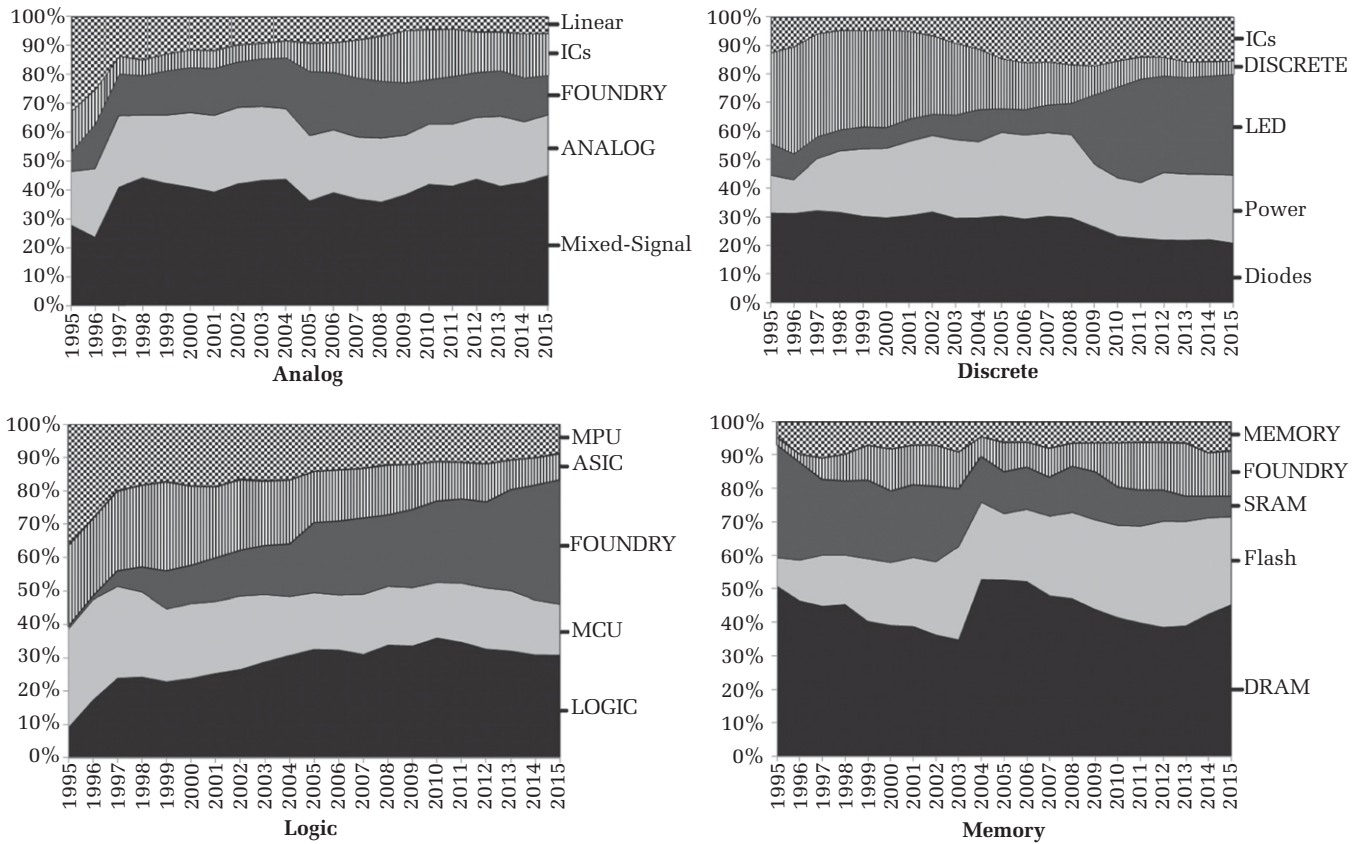 100%
90%
80%
70%
60%
50%
40%
30%
20%
10%
0%
Linear
ICs
FOUNDRY
ANALOG
Mixed-Signal
1995 1996 1997 1998 1999 2000 2001 2002 2003 2004 2005 2006 2007 2008 2009 2010 2011 2012 2013 2014 2015
Analog
100%
90%
80%
70%
60%
50%
40%
30%
20%
10%
0%
ICs
DISCRETE
LED
Power
Diodes
1995 1996 1997 1998 1999 2000 2001 2002 2003 2004 2005 2006 2007 2008 2009 2010 2011 2012 2013 2014 2015
Discrete
100%
90%
80%
70%
60%
50%
40%
30%
20%
10%
0%
MPU
ASIC
FOUNDRY
MCU
LOGIC
1995 1996 1997 1998 1999 2000 2001 2002 2003 2004 2005 2006 2007 2008 2009 2010 2011 2012 2013 2014 2015
Logic
100%
90%
80%
70%
60%
50%
40%
30%
20%
10%
0%
MEMORY
FOUNDRY
SRAM
Flash
DRAM
1995 1996 1997 1998 1999 2000 2001 2002 2003 2004 2005 2006 2007 2008 2009 2010 2011 2012 2013 2014 2015
Memory